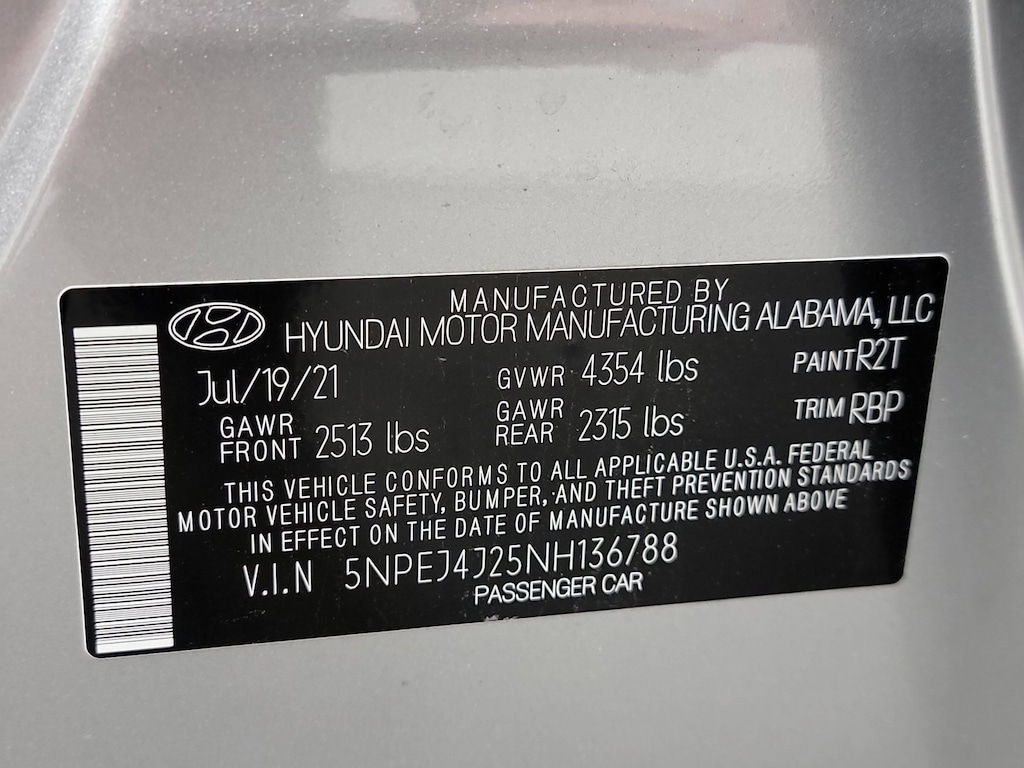 MANUFACTURED BY
HYUNDAI MOTOR MANUFACTURING ALABAMA, LLC
Jul/19/21 GVWR 4354 lbs PAINT R2T
GAWR FRONT 2513 lbs GAWR REAR 2315 lbs TRIM RBP
THIS VEHICLE CONFORMS TO ALL APPLICABLE U.S.A. FEDERAL
MOTOR VEHICLE SAFETY, BUMPER, AND THEFT PREVENTION STANDARDS
IN EFFECT ON THE DATE OF MANUFACTURE SHOWN ABOVE
V.I.N 5NPEJ4J25NH136788
PASSENGER CAR